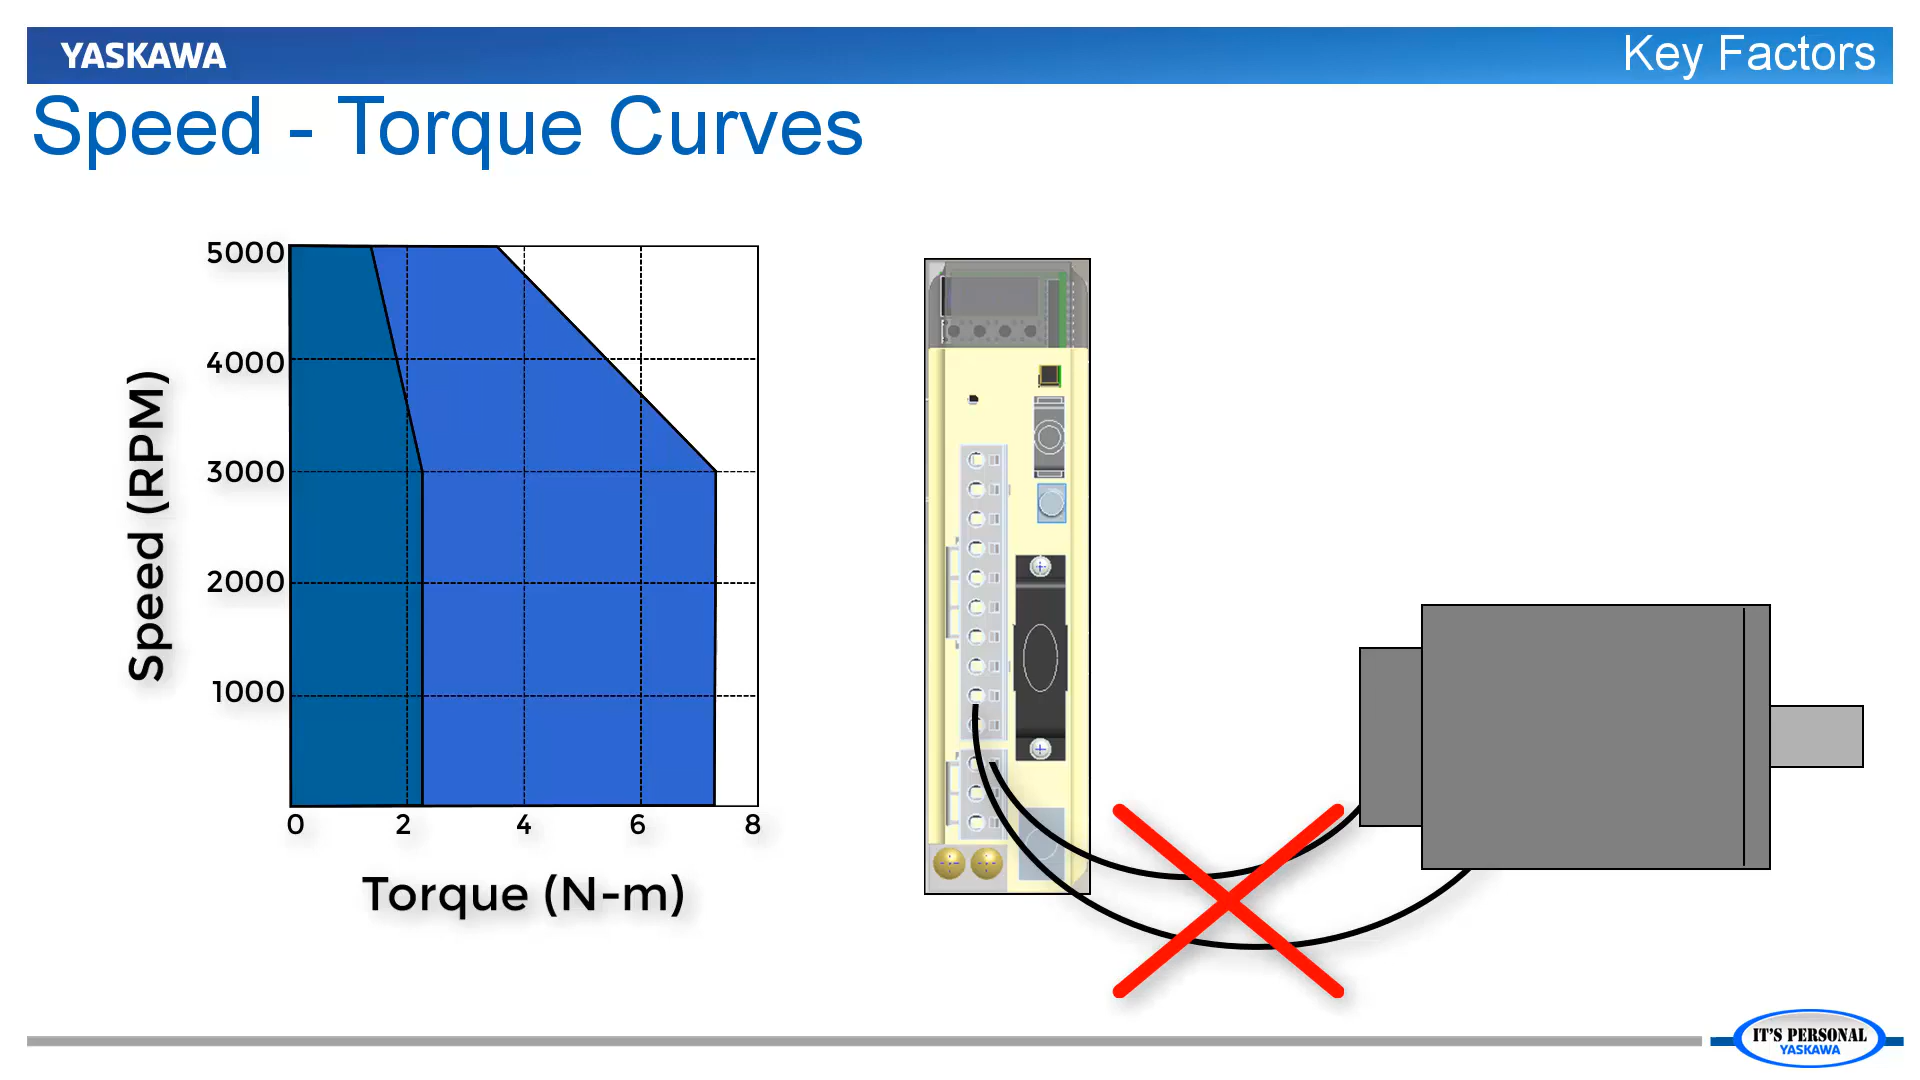 YASKAWA
Key Factors
Speed - Torque Curves
5000
4000
3000
2000
1000
Speed (RPM)
0 2 4 6 8
Torque (N-m)
IT'S PERSONAL
YASKAWA